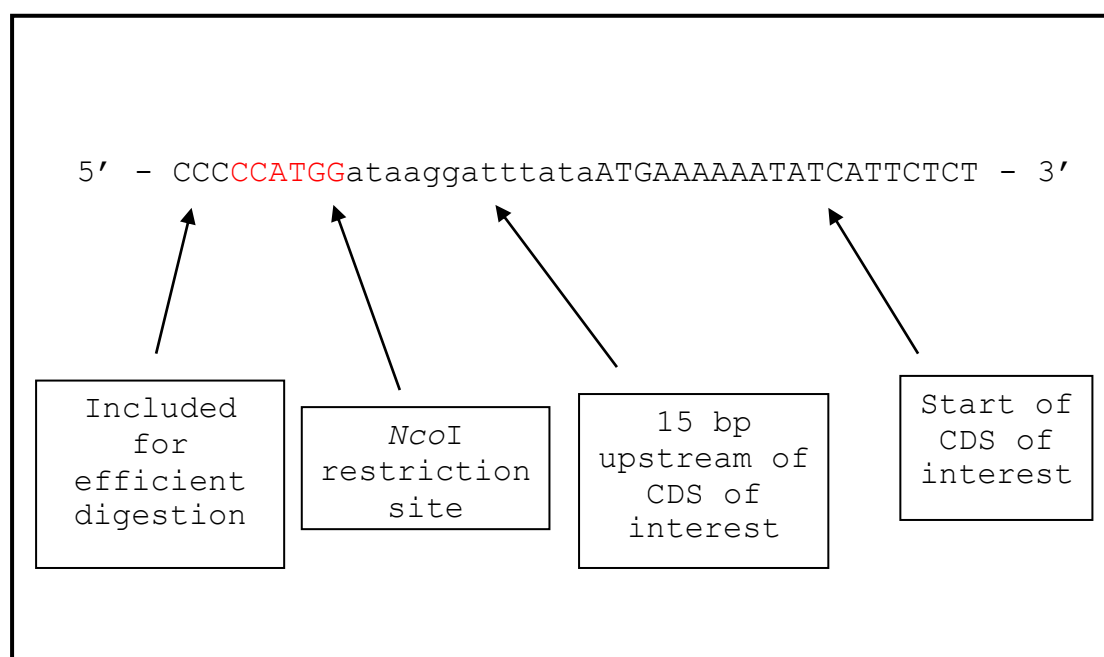 5’ - CCCCCATGGataaggatttataATGAAAAAATATCATTCTCT - 3’
Included
for
efficient
digestion
NcoI
restriction
site
15 bp
upstream of
CDS of
interest
Start of
CDS of
interest